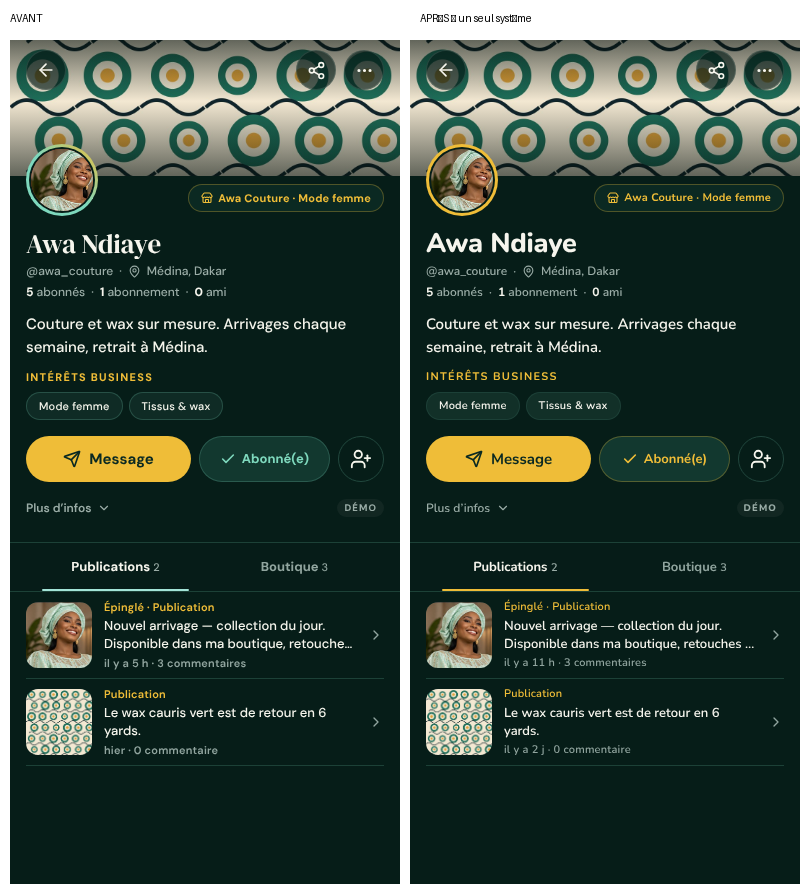 AVANT
Awa Couture · Mode femme
Awa Ndiaye
@awa_couture · Médina, Dakar
5 abonnés · 1 abonnement · 0 ami
Couture et wax sur mesure. Arrivages chaque
semaine, retrait à Médina.
INTÉRÊTS BUSINESS
Mode femme
Tissus & wax
Message
Abonné(e)
Plus d'infos
DÉMO
Publications 2
Boutique 3
Épinglé · Publication
Nouvel arrivage — collection du jour.
Disponible dans ma boutique, retouche...
il y a 5 h · 3 commentaires
Publication
Le wax cauris vert est de retour en 6
yards.
hier · 0 commentaire
APR□S □ un seul syst□me
Awa Couture · Mode femme
Awa Ndiaye
@awa_couture · Médina, Dakar
5 abonnés · 1 abonnement · 0 ami
Couture et wax sur mesure. Arrivages chaque
semaine, retrait à Médina.
INTÉRÊTS BUSINESS
Mode femme
Tissus & wax
Message
Abonné(e)
Plus d'infos
DÉMO
Publications 2
Boutique 3
Épinglé · Publication
Nouvel arrivage — collection du jour.
Disponible dans ma boutique, retouches ...
il y a 11 h · 3 commentaires
Publication
Le wax cauris vert est de retour en 6
yards.
il y a 2 j · 0 commentaire